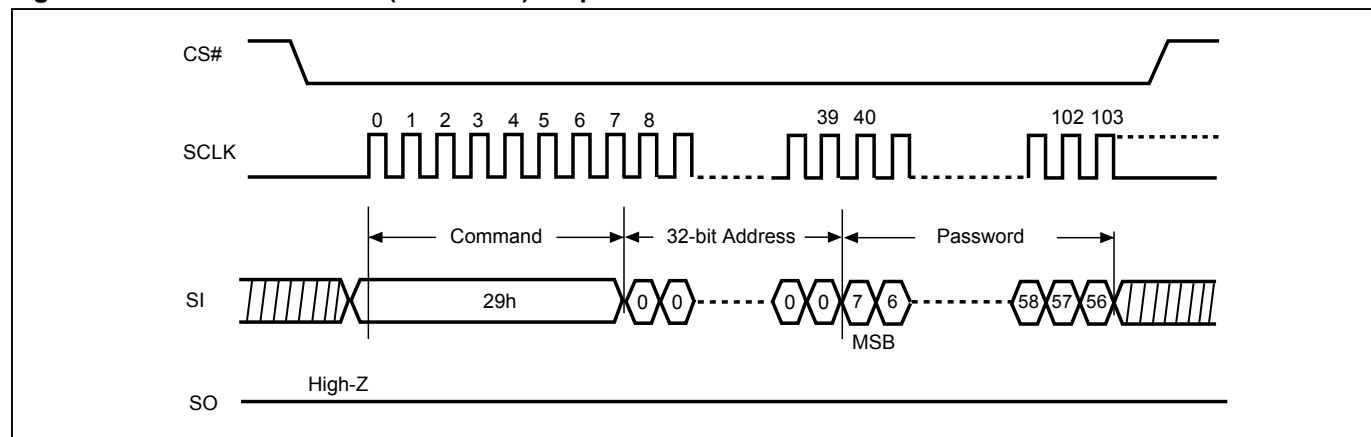 CS#
0 1 2 3 4 5 6 7 8 39 40 102 103
SCLK
Command 32-bit Address Password
SI 29h 0 0 0 0 7 6 58 57 56
MSB
High-Z
SO